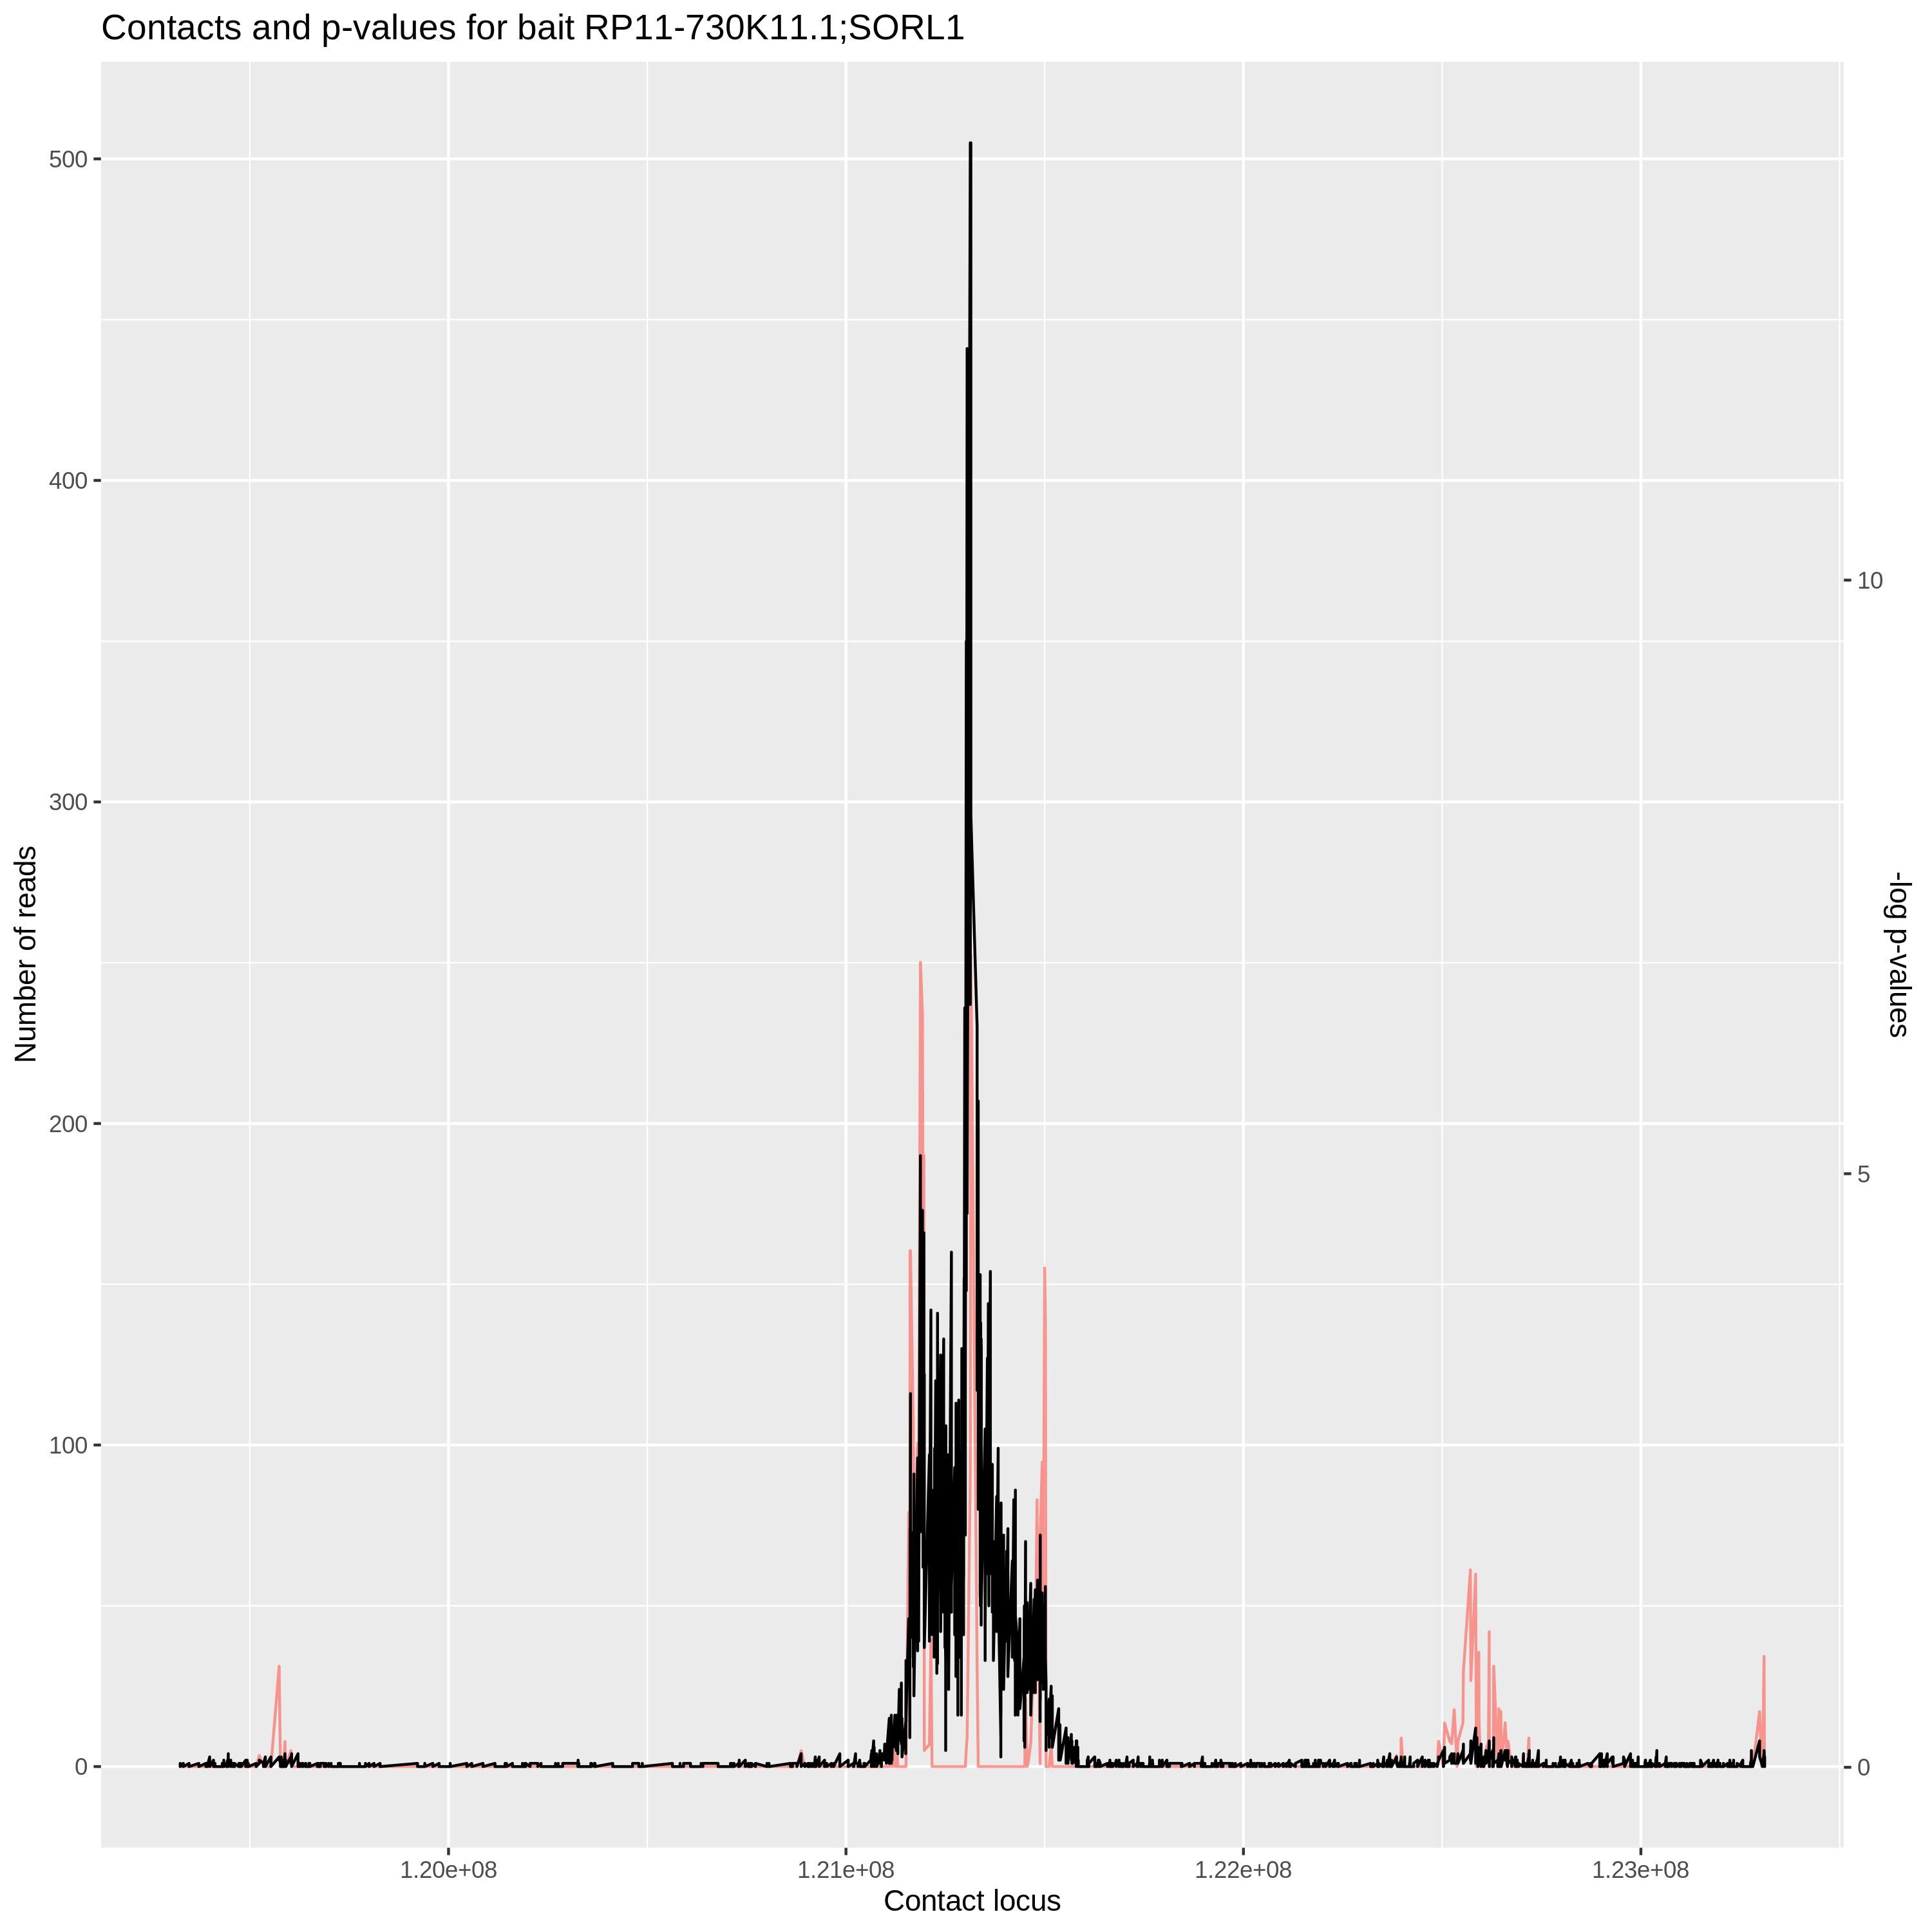 Contacts and p-values for bait RP11-730K11.1;SORL1
500
400
300
200
100
0
Number of reads
10
5
0
-log p-values
1.20e+08
1.21e+08
1.22e+08
1.23e+08
Contact locus